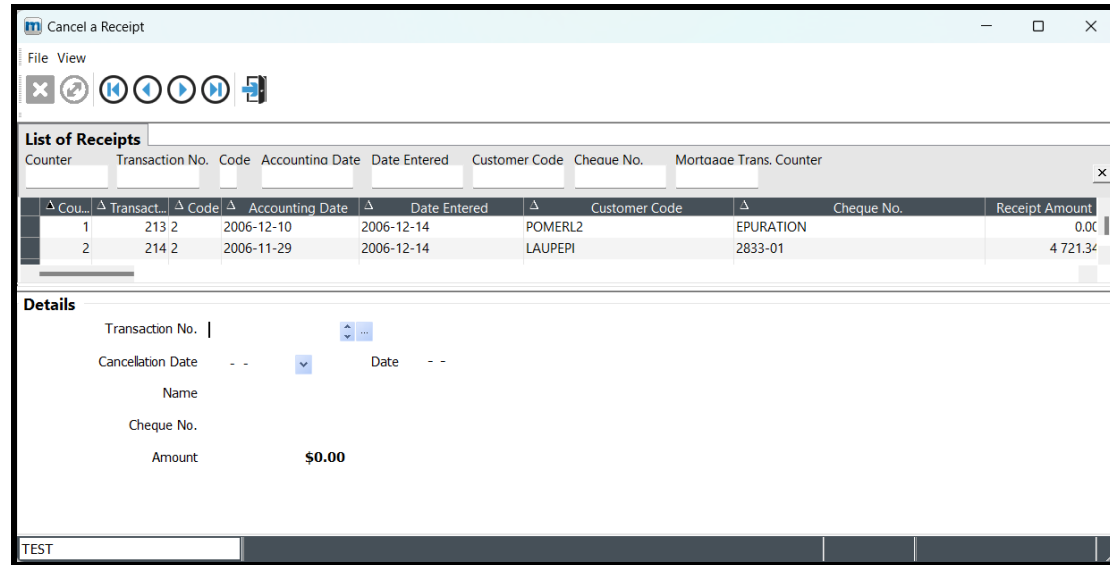 Cancel a Receipt
File View
List of Receipts
Counter Transaction No. Code Accounting Date Date Entered Customer Code Cheque No. Mortgage Trans. Counter
Cou... Transact... Code Accounting Date Date Entered Customer Code Cheque No. Receipt Amount
1 213 2 2006-12-10 2006-12-14 POMERL2 EPURATION 0.00
2 214 2 2006-11-29 2006-12-14 LAUPEPI 2833-01 4 721.34
Details
Transaction No. ...
Cancellation Date - - Date - -
Name
Cheque No.
Amount $0.00
TEST